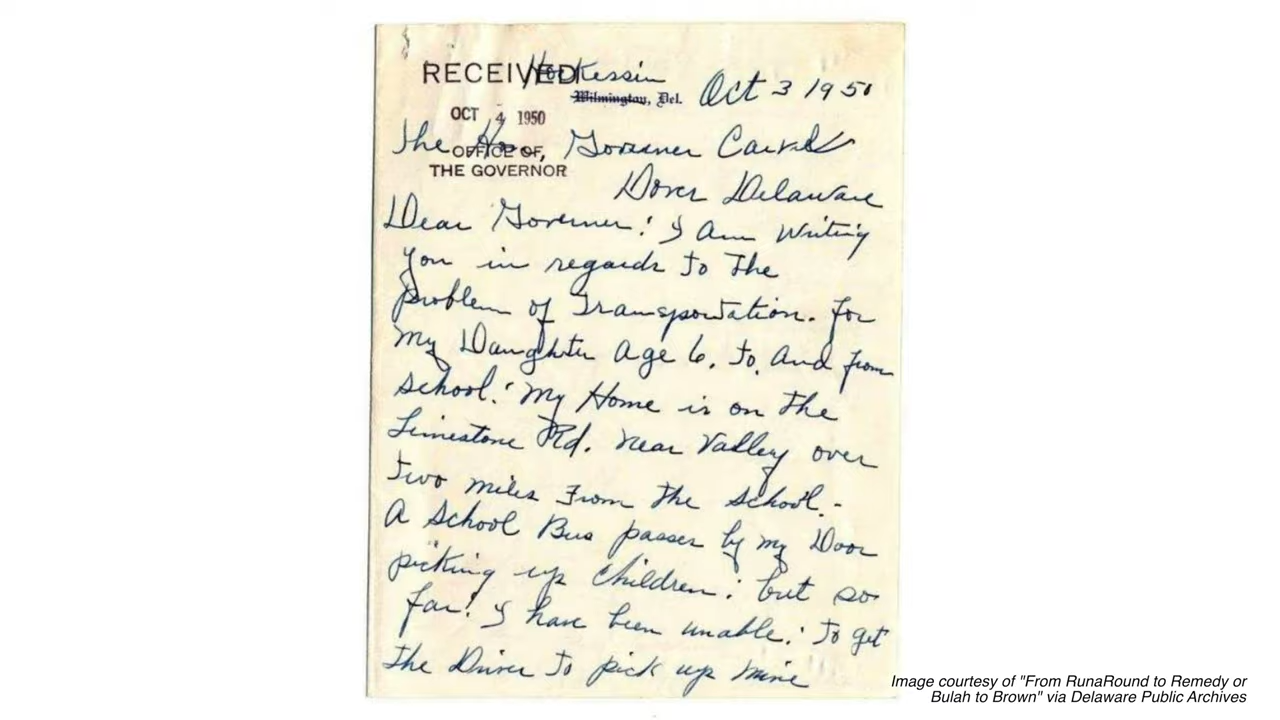 RECEIVED
Hockessin
Wilmington, Del. Oct 3 1950
OCT 4 1950
The Hon
OFFICE OF, Governer Carvel
THE GOVERNOR
Dover Delaware
Dear Governer! I am writing
you in regards to The
problem of Transportation. for
my Daughter age 6. to. And from
school. My Home is on The
Limestone Rd. near Valley over
Two miles From The school.-
A school Bus passes by my Door
picking up children: but so
far! I have been unable. To get
The Driver To pick up mine
Image courtesy of "From RunaRound to Remedy or
Bulah to Brown" via Delaware Public Archives